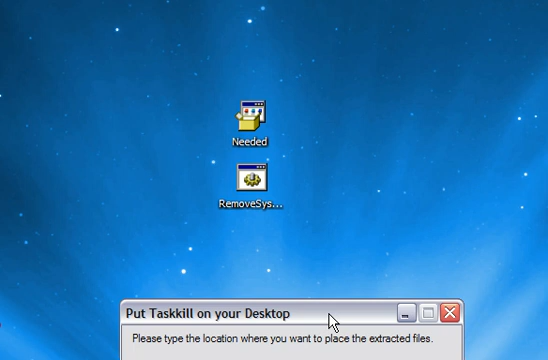 Needed
RemoveSys...
Put Taskkill on your Desktop
Please type the location where you want to place the extracted files.